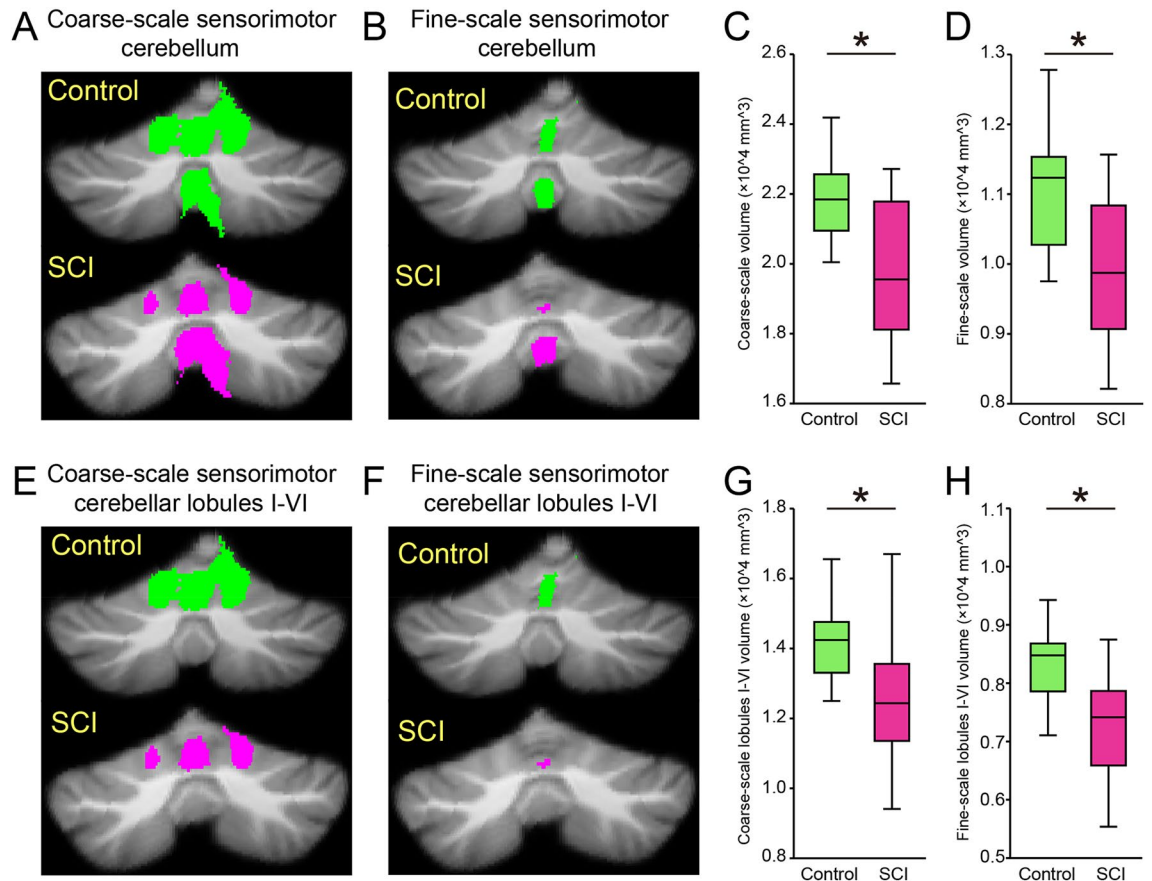 A
Coarse-scale sensorimotor
cerebellum
Control
SCI
B
Fine-scale sensorimotor
cerebellum
Control
SCI
C
*
Coarse-scale volume (×10^4 mm^3)
2.6
2.4
2.2
2.0
1.8
1.6
Control SCI
D
*
Fine-scale volume (×10^4 mm^3)
1.3
1.2
1.1
1.0
0.9
0.8
Control SCI
E
Coarse-scale sensorimotor
cerebellar lobules I-VI
Control
SCI
F
Fine-scale sensorimotor
cerebellar lobules I-VI
Control
SCI
G
*
Coarse-scale lobules I-VI volume (×10^4 mm^3)
1.8
1.6
1.4
1.2
1.0
0.8
Control SCI
H
*
Fine-scale lobules I-VI volume (×10^4 mm^3)
1.1
1.0
0.9
0.8
0.7
0.6
0.5
Control SCI